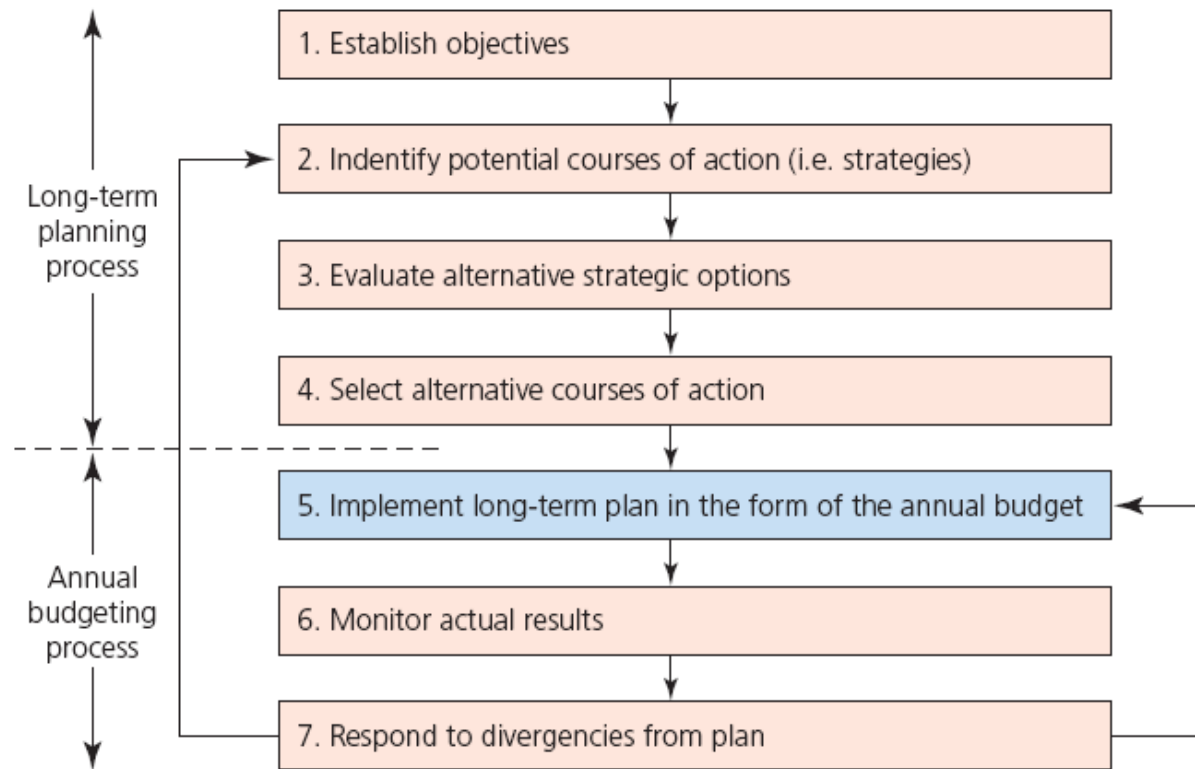 1. Establish objectives
2. Indentify potential courses of action (i.e. strategies)
Long-term
planning
process
3. Evaluate alternative strategic options
4. Select alternative courses of action
5. Implement long-term plan in the form of the annual budget
Annual
budgeting
process
6. Monitor actual results
7. Respond to divergencies from plan